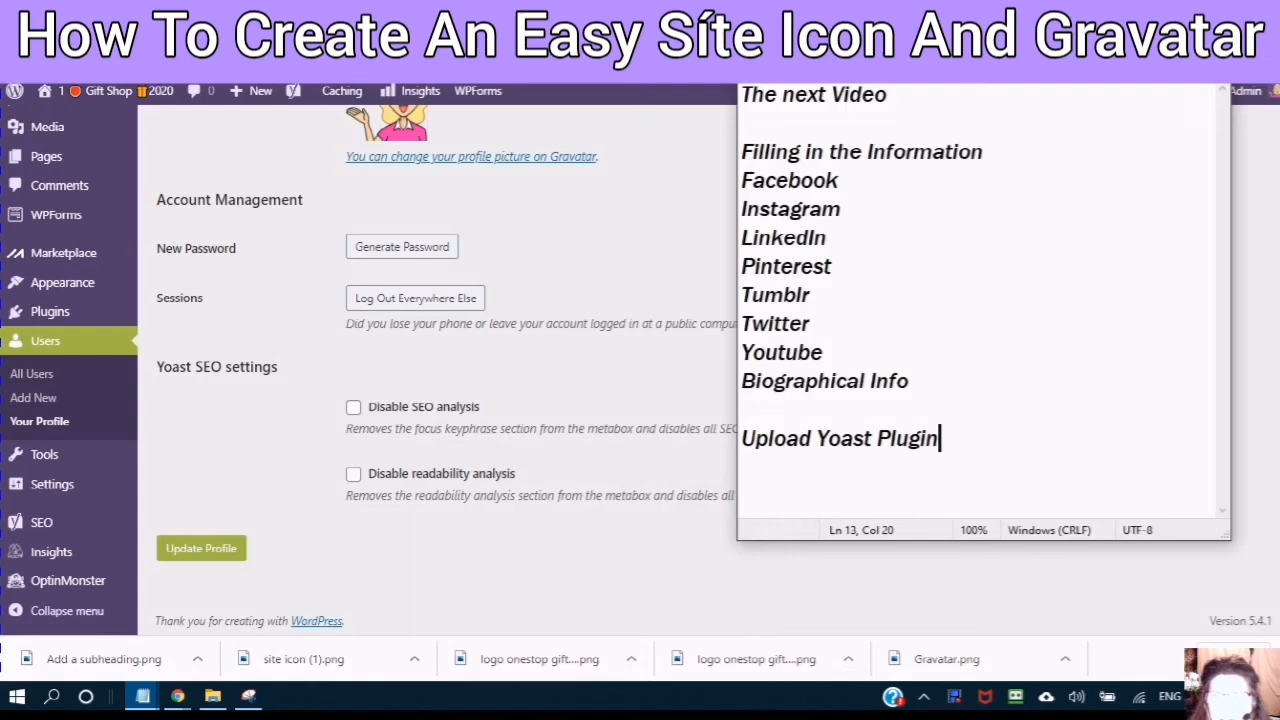 How To Create An Easy Síte Icon And Gravatar
1 Gift Shop 2020 0 New Caching Insights WPForms Admin
Media
Pages
Comments
WPForms
Marketplace
Appearance
Plugins
Users
All Users
Add New
Your Profile
Tools
Settings
SEO
Insights
OptinMonster
Collapse menu
You can change your profile picture on Gravatar.
Account Management
New Password Generate Password
Sessions Log Out Everywhere Else
Did you lose your phone or leave your account logged in at a public
Yoast SEO settings
Disable SEO analysis
Removes the focus keyphrase section from the metabox and disables all
Disable readability analysis
Removes the readability analysis section from the metabox and disables all
Update Profile
Thank you for creating with WordPress.
Version 5.4.1
The next Video
Filling in the Information
Facebook
Instagram
LinkedIn
Pinterest
Tumblr
Twitter
Youtube
Biographical Info
Upload Yoast Plugin
Ln 13, Col 20 100% Windows (CRLF) UTF-8
Add a subheading.png site icon (1).png logo onestop gift....png logo onestop gift....png Gravatar.png
ENG